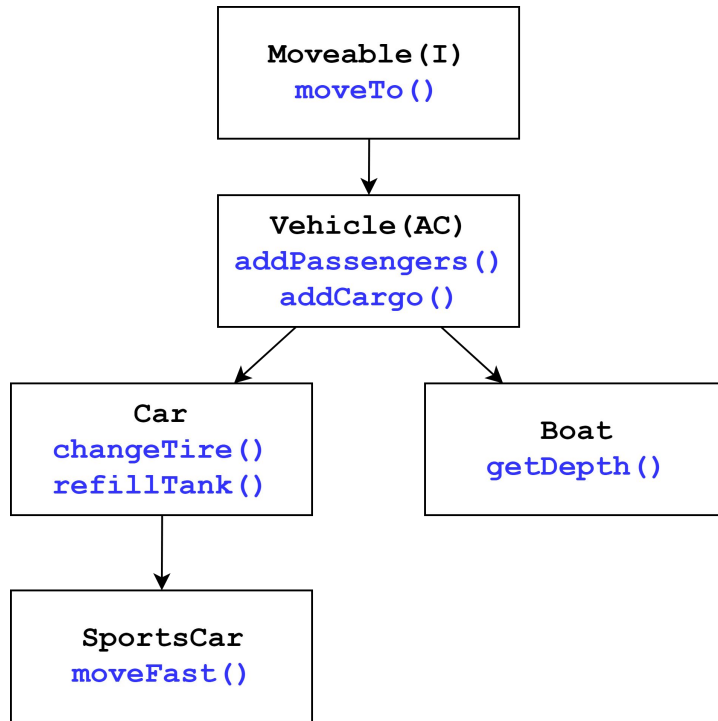 Moveable(I)
moveTo()
Vehicle(AC)
addPassengers()
addCargo()
Car
changeTire()
refillTank()
Boat
getDepth()
SportsCar
moveFast()